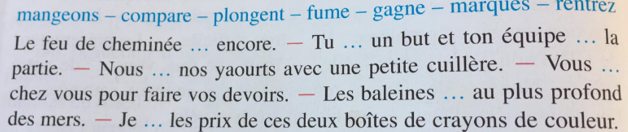 mangeons – compare – plongent – fume – gagne – marques – rentrez
Le feu de cheminée ... encore. — Tu ... un but et ton équipe ... la
partie. — Nous ... nos yaourts avec une petite cuillère. — Vous ...
chez vous pour faire vos devoirs. — Les baleines ... au plus profond
des mers. — Je ... les prix de ces deux boîtes de crayons de couleur.